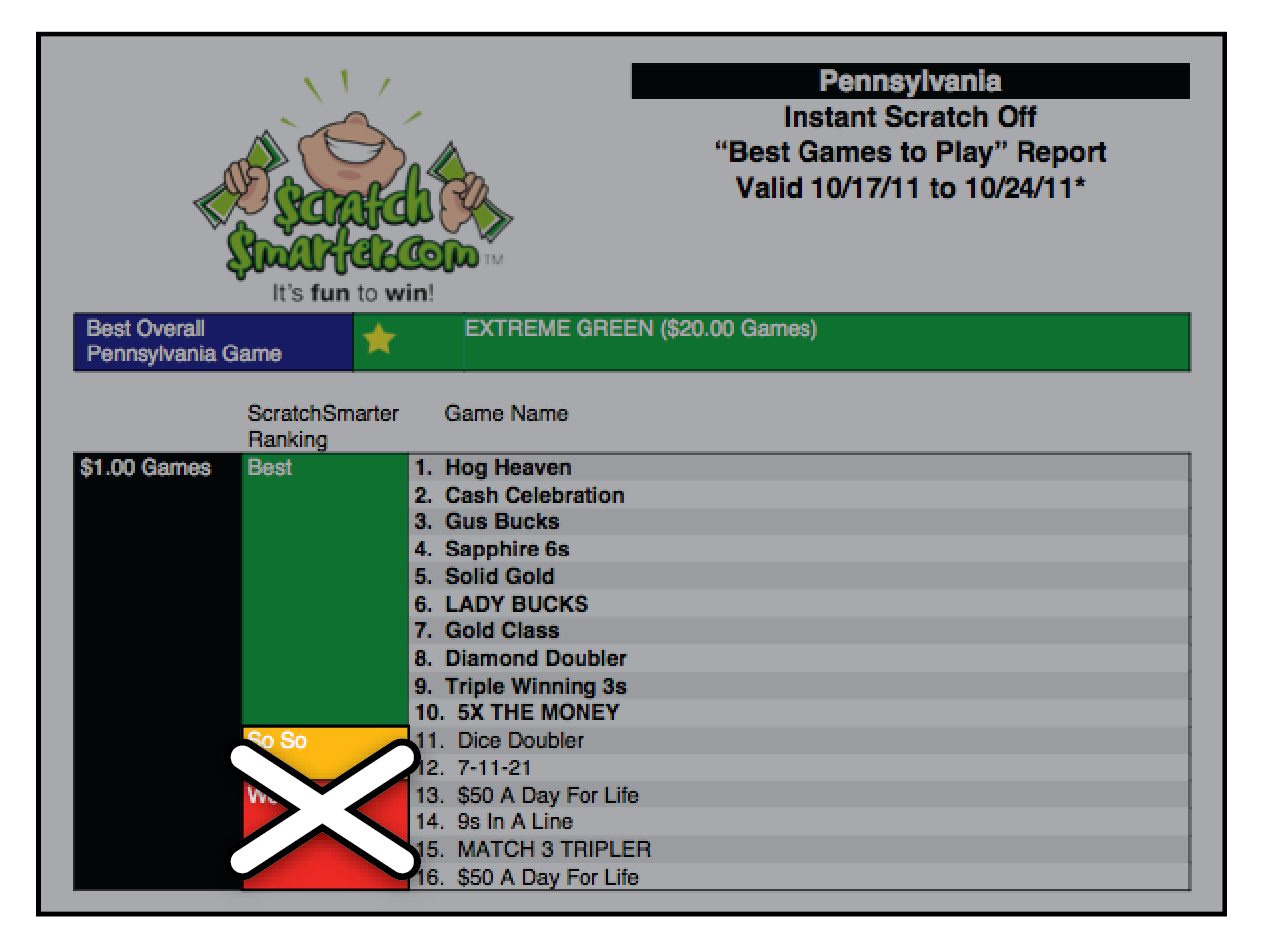 Pennsylvania
Instant Scratch Off
“Best Games to Play” Report
Valid 10/17/11 to 10/24/11*
$cratch
$marter.com TM
It's fun to win!
Best Overall
Pennsylvania Game
EXTREME GREEN ($20.00 Games)
ScratchSmarter
Ranking
Game Name
$1.00 Games
Best
1. Hog Heaven
2. Cash Celebration
3. Gus Bucks
4. Sapphire 6s
5. Solid Gold
6. LADY BUCKS
7. Gold Class
8. Diamond Doubler
9. Triple Winning 3s
10. 5X THE MONEY
So So
11. Dice Doubler
12. 7-11-21
13. $50 A Day For Life
14. 9s In A Line
15. MATCH 3 TRIPLER
16. $50 A Day For Life